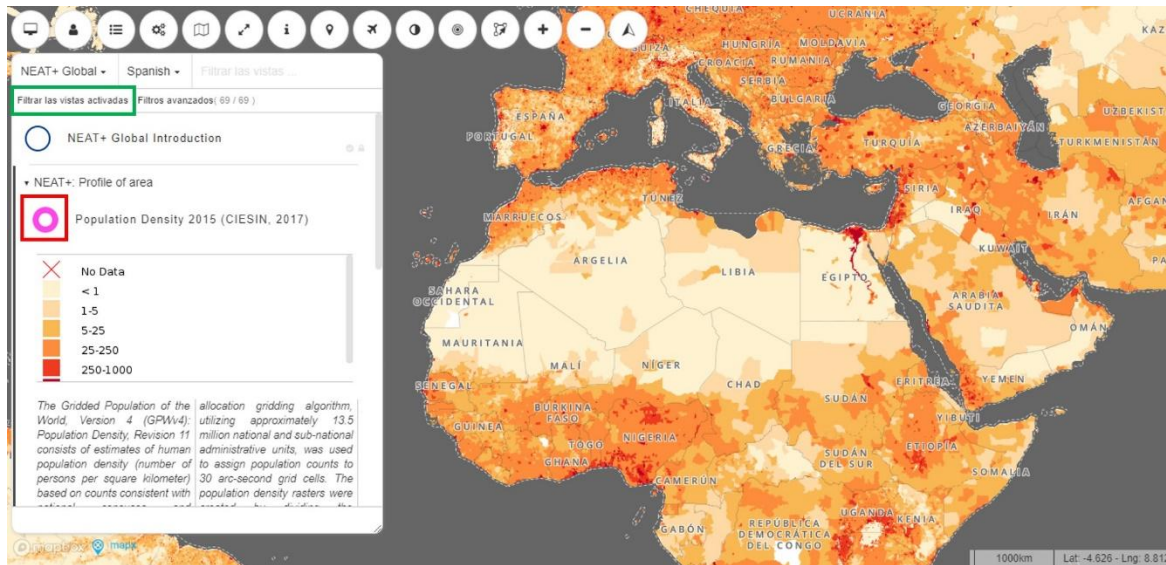 NEAT+ Global
Spanish
Filtrar las vistas ...
Filtrar las vistas activadas
Filtros avanzados( 69 / 69 )
NEAT+ Global Introduction
NEAT+: Profile of area
Population Density 2015 (CIESIN, 2017)
No Data
< 1
1-5
5-25
25-250
250-1000
The Gridded Population of the
World, Version 4 (GPWv4):
Population Density, Revision 11
consists of estimates of human
population density (number of
persons per square kilometer)
based on counts consistent with
allocation gridding algorithm,
utilizing approximately 13.5
million national and sub-national
administrative units, was used
to assign population counts to
30 arc-second grid cells. The
population density rasters were
mapbox
mapx
CHEQUIA
UCRANIA
KAZ
SUIZA
HUNGRÍA
MOLDAVIA
CROACIA
RUMANIA
SERBIA
ITALIA
BULGARIA
GEORGIA
UZBEKIST
ESPAÑA
PORTUGAL
AZERBAIYÁN
GRECIA
TURQUÍA
TURKMENISTÁN
SIRIA
TÚNEZ
IRAQ
IRÁN
AFGAN
MARRUECOS
KUWAIT
PA
ARGELIA
LIBIA
EGIPTO
SAHARA
OCCIDENTAL
ARABIA
SAUDITA
OMÁN
MAURITANIA
MALÍ
NÍGER
CHAD
ERITREA
YEMEN
SENEGAL
SUDÁN
BURKINA
FASO
YIBUTI
GUINEA
NIGERIA
TOGO
ETIOPÍA
GHANA
SUDÁN
DEL SUR
SOMALIA
CAMERÚN
UGANDA
KENIA
GABÓN
REPÚBLICA
DEMOCRÁTICA
DEL CONGO
1000km
Lat: -4.626 - Lng: 8.812